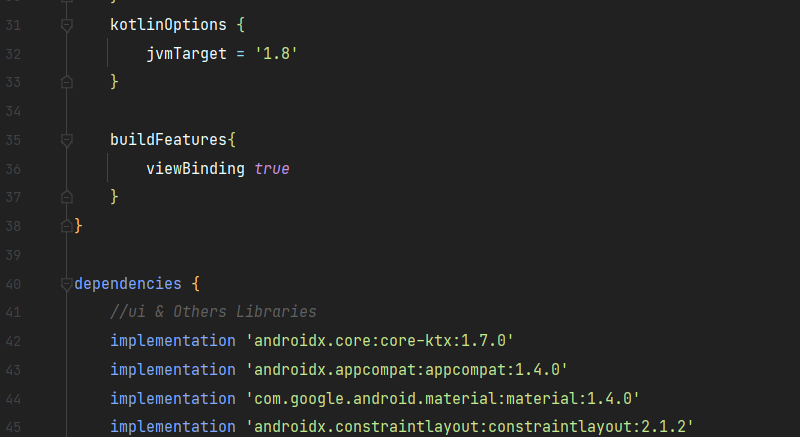 31 kotlinOptions {
32 jvmTarget = '1.8'
33 }
34
35 buildFeatures{
36 viewBinding true
37 }
38 }
39
40 dependencies {
41 //ui & Others Libraries
42 implementation 'androidx.core:core-ktx:1.7.0'
43 implementation 'androidx.appcompat:appcompat:1.4.0'
44 implementation 'com.google.android.material:material:1.4.0'
45 implementation 'androidx.constraintlayout:constraintlayout:2.1.2'